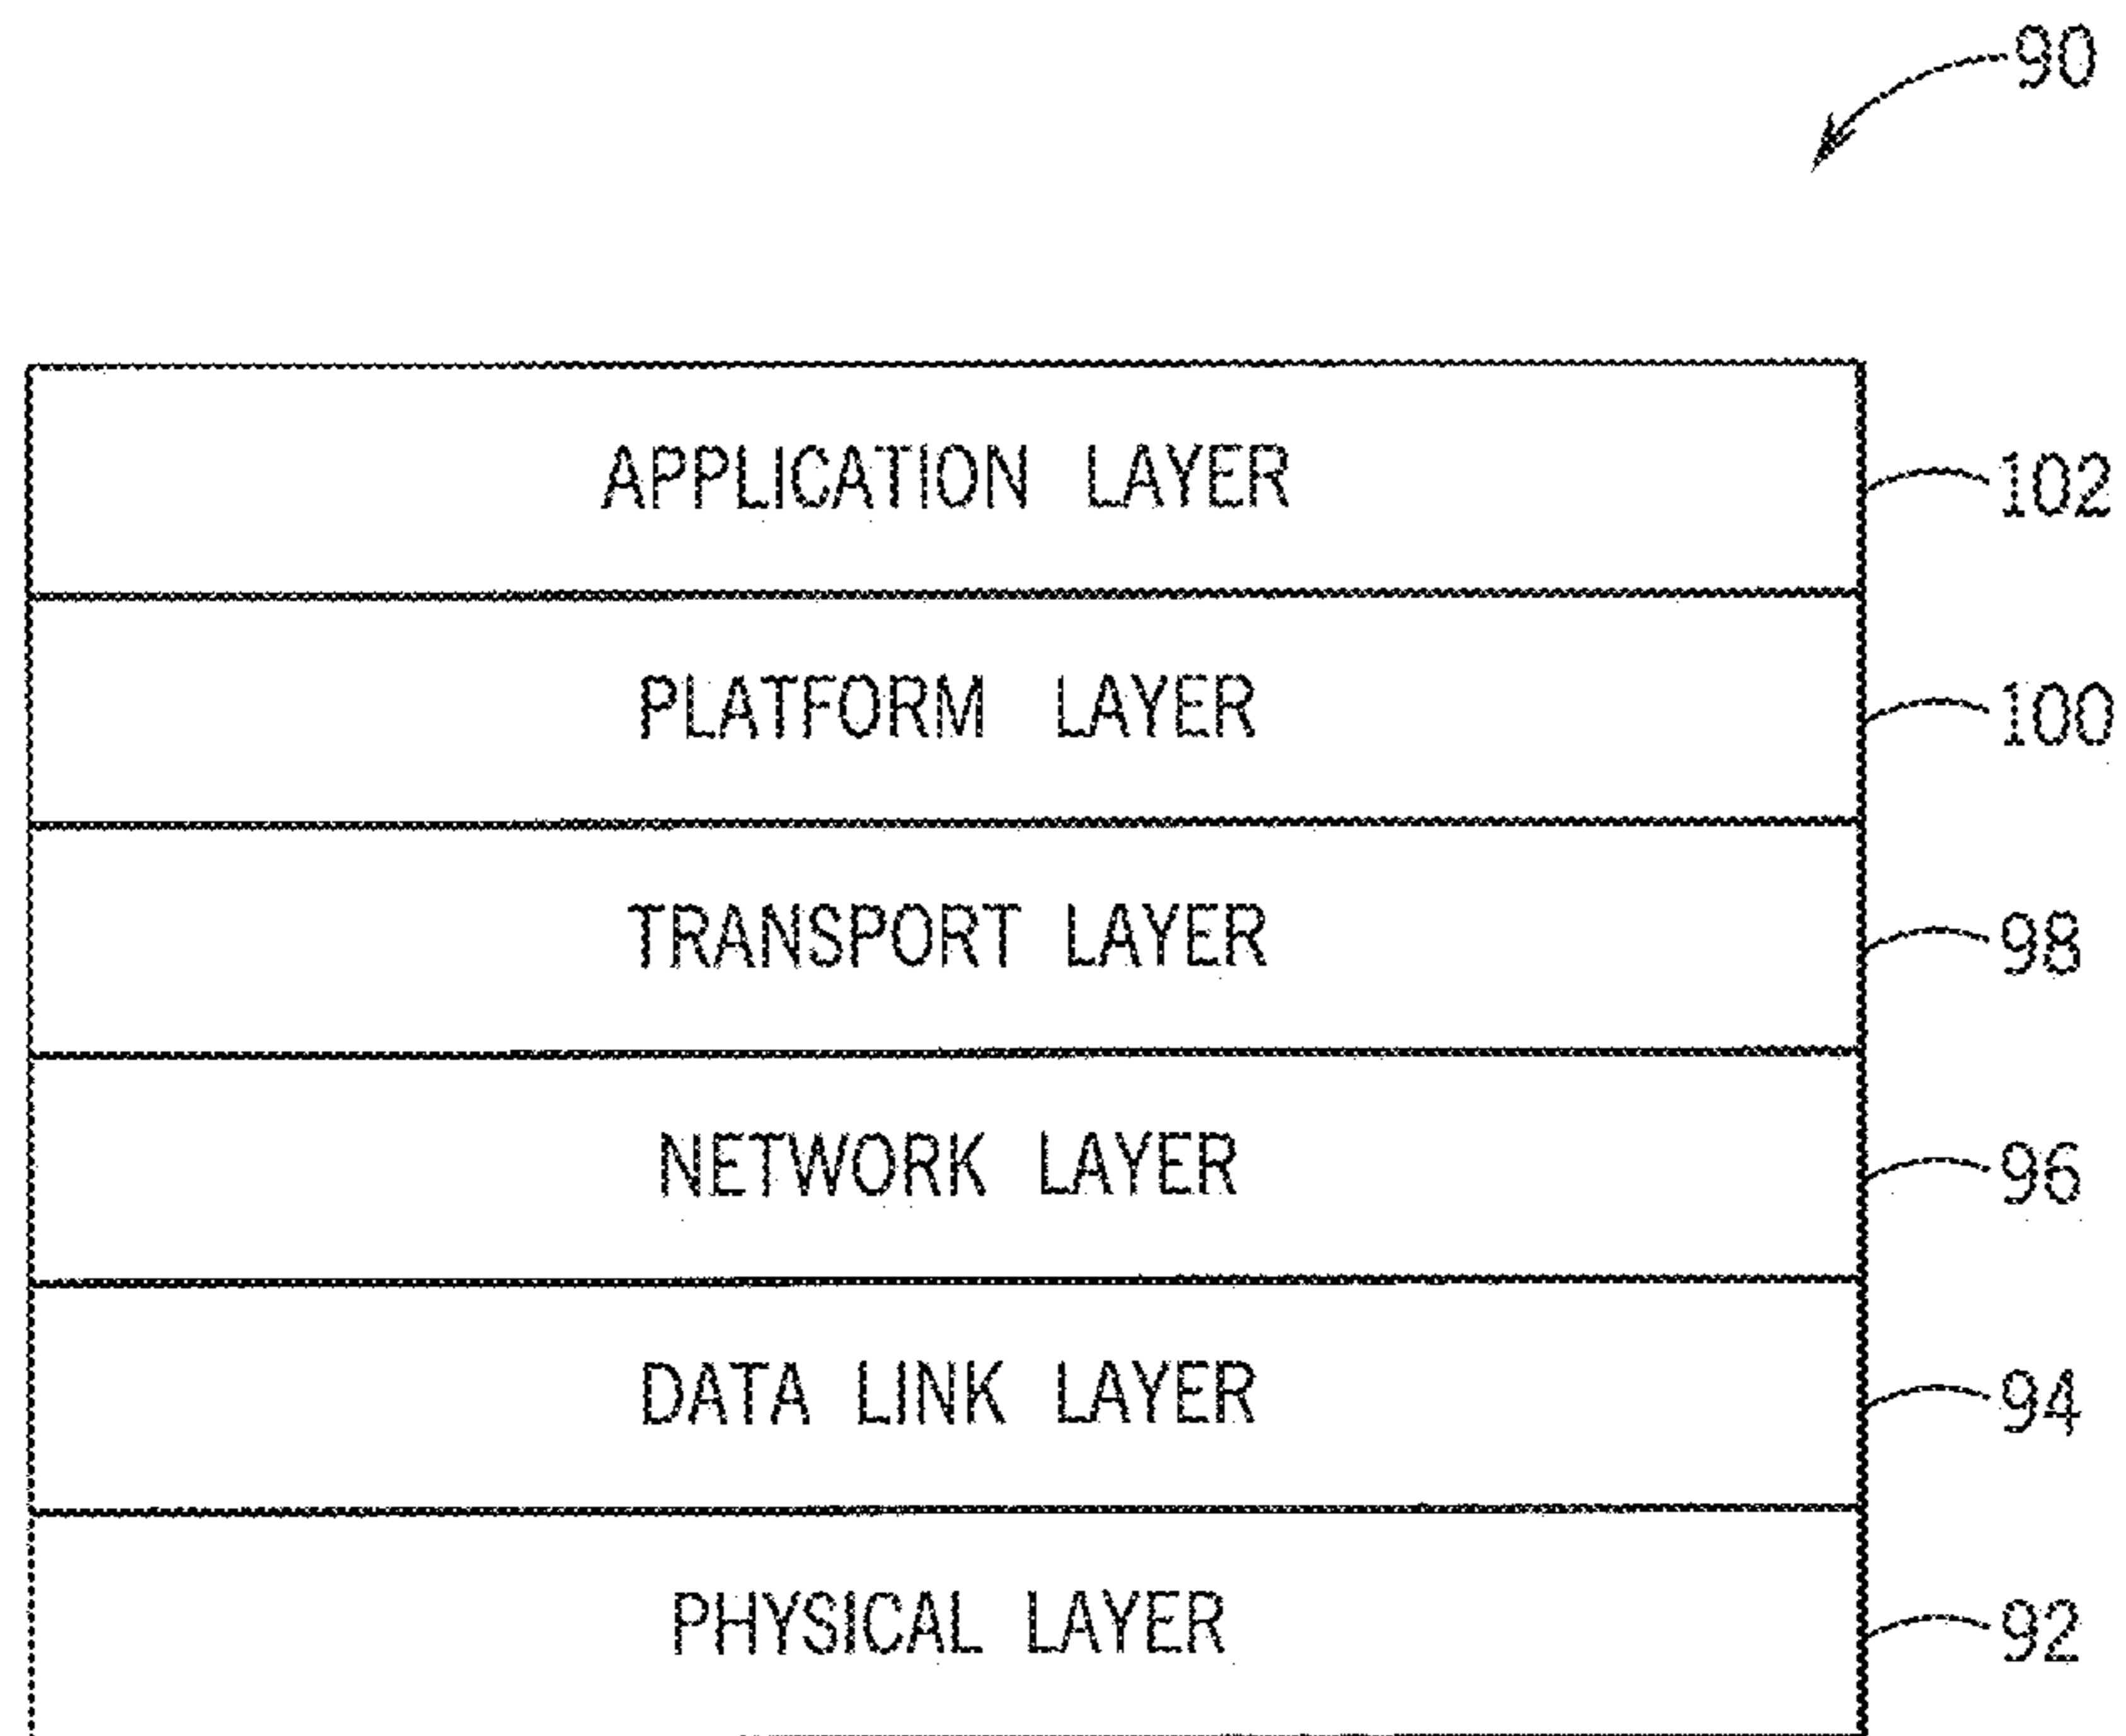 90
APPLICATION LAYER 102
PLATFORM LAYER 100
TRANSPORT LAYER 98
NETWORK LAYER 96
DATA LINK LAYER 94
PHYSICAL LAYER 92